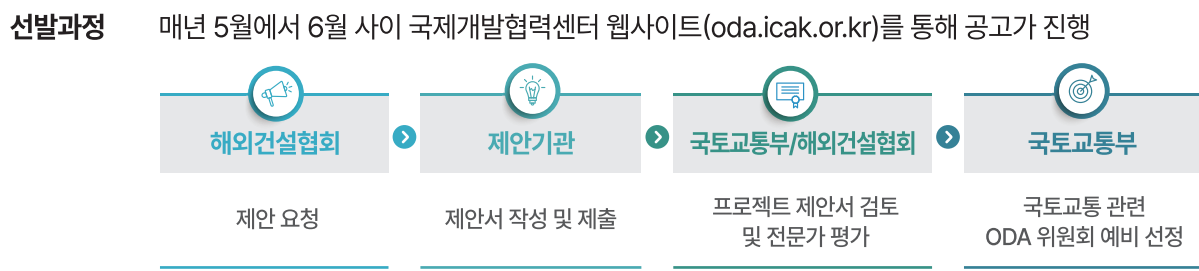 선발과정
매년 5월에서 6월 사이 국제개발협력센터 웹사이트(oda.icak.or.kr)를 통해 공고가 진행
해외건설협회
제안 요청
제안기관
제안서 작성 및 제출
국토교통부/해외건설협회
프로젝트 제안서 검토
및 전문가 평가
국토교통부
국토교통 관련
ODA 위원회 예비 선정